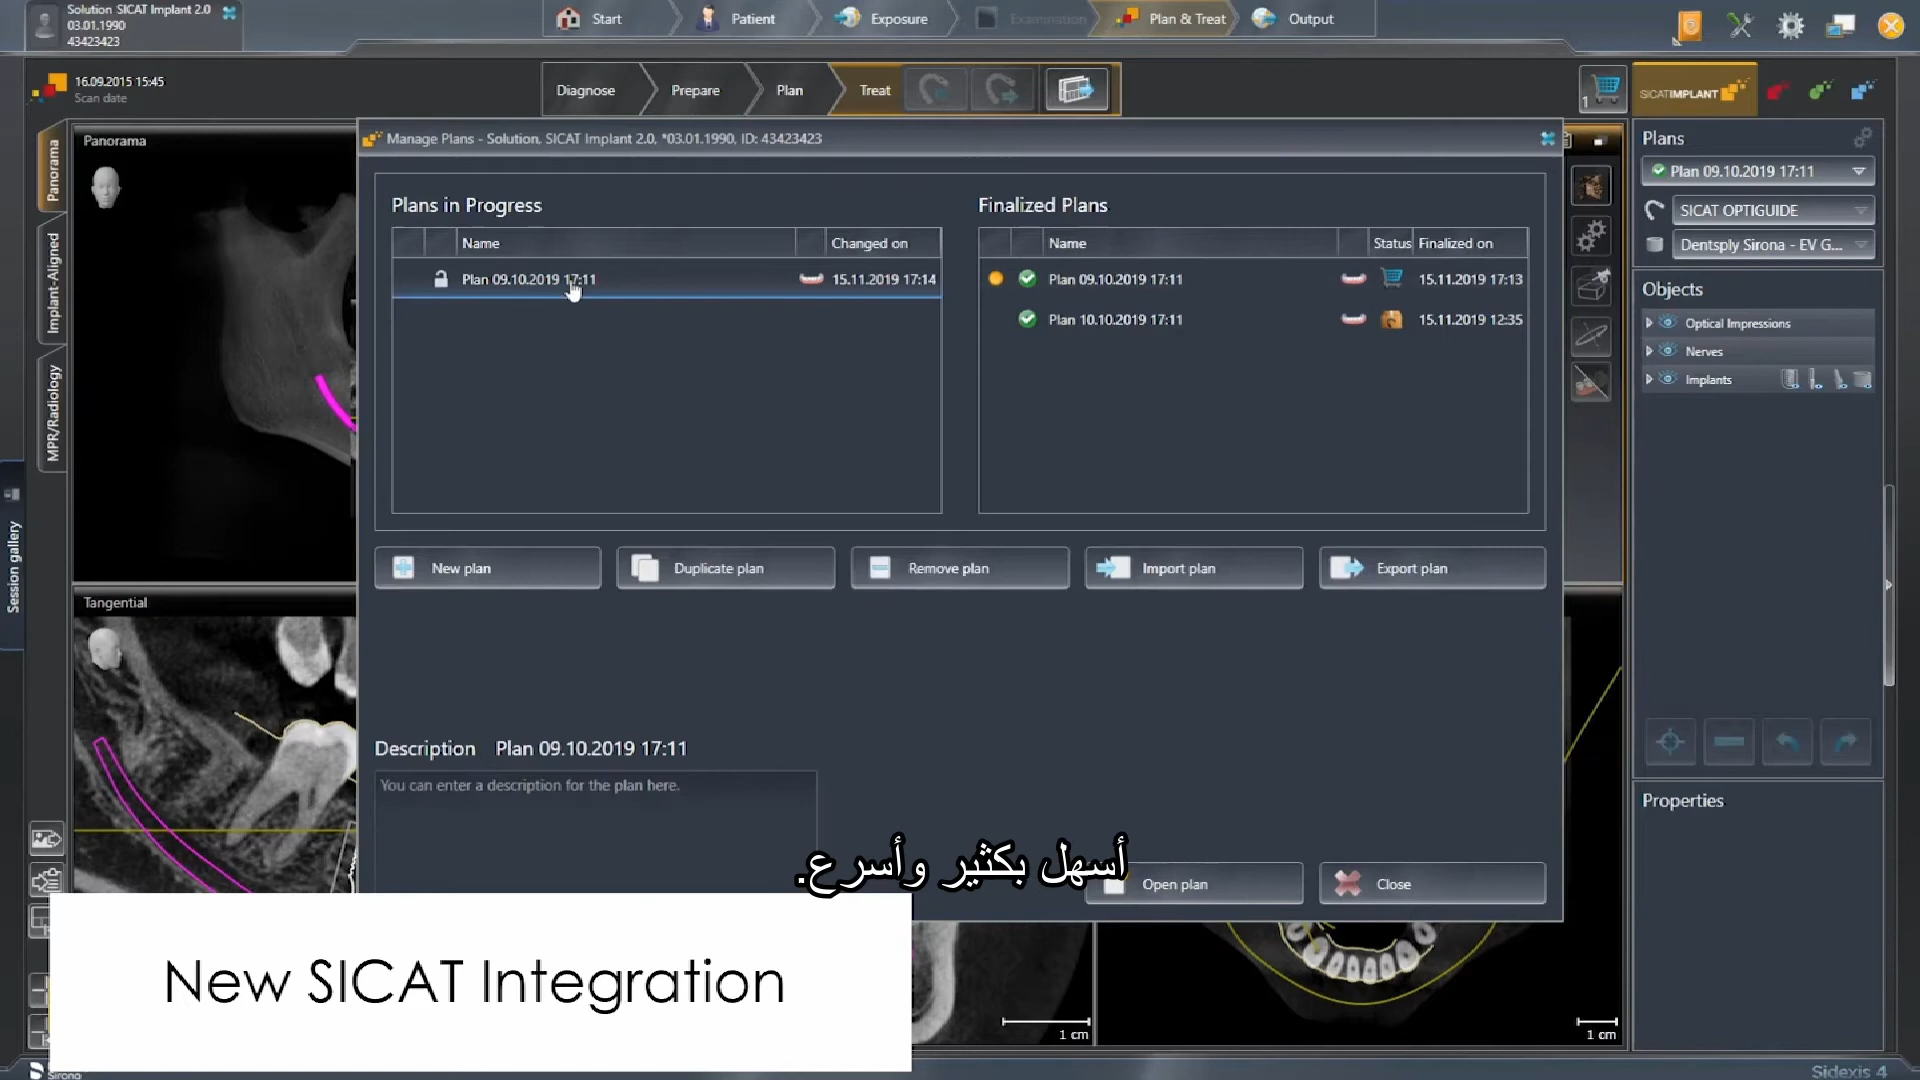 Solution SICAT Implant 2.0
03.01.1990
43423423
Start
Patient
Exposure
Examination
Plan & Treat
Output
16.09.2015 15:45
Scan date
Diagnose
Prepare
Plan
Treat
1
SICATIMPLANT
Panorama
Implant-Aligned
MPR/Radiology
Session gallery
Panorama
Manage Plans - Solution, SICAT Implant 2.0, *03.01.1990, ID: 43423423
Plans in Progress
Name
Changed on
Plan 09.10.2019 17:11
15.11.2019 17:14
Finalized Plans
Name
Status
Finalized on
Plan 09.10.2019 17:11
15.11.2019 17:13
Plan 10.10.2019 17:11
15.11.2019 12:35
New plan
Duplicate plan
Remove plan
Import plan
Export plan
Description Plan 09.10.2019 17:11
You can enter a description for the plan here.
Open plan
Close
Plans
Plan 09.10.2019 17:11
SICAT OPTIGUIDE
Dentsply Sirona - EV G...
Objects
Optical Impressions
Nerves
Implants
Properties
Tangential
أسهل بكثير وأسرع.
New SICAT Integration
1 cm
1 cm
Sirona
Sidexis 4